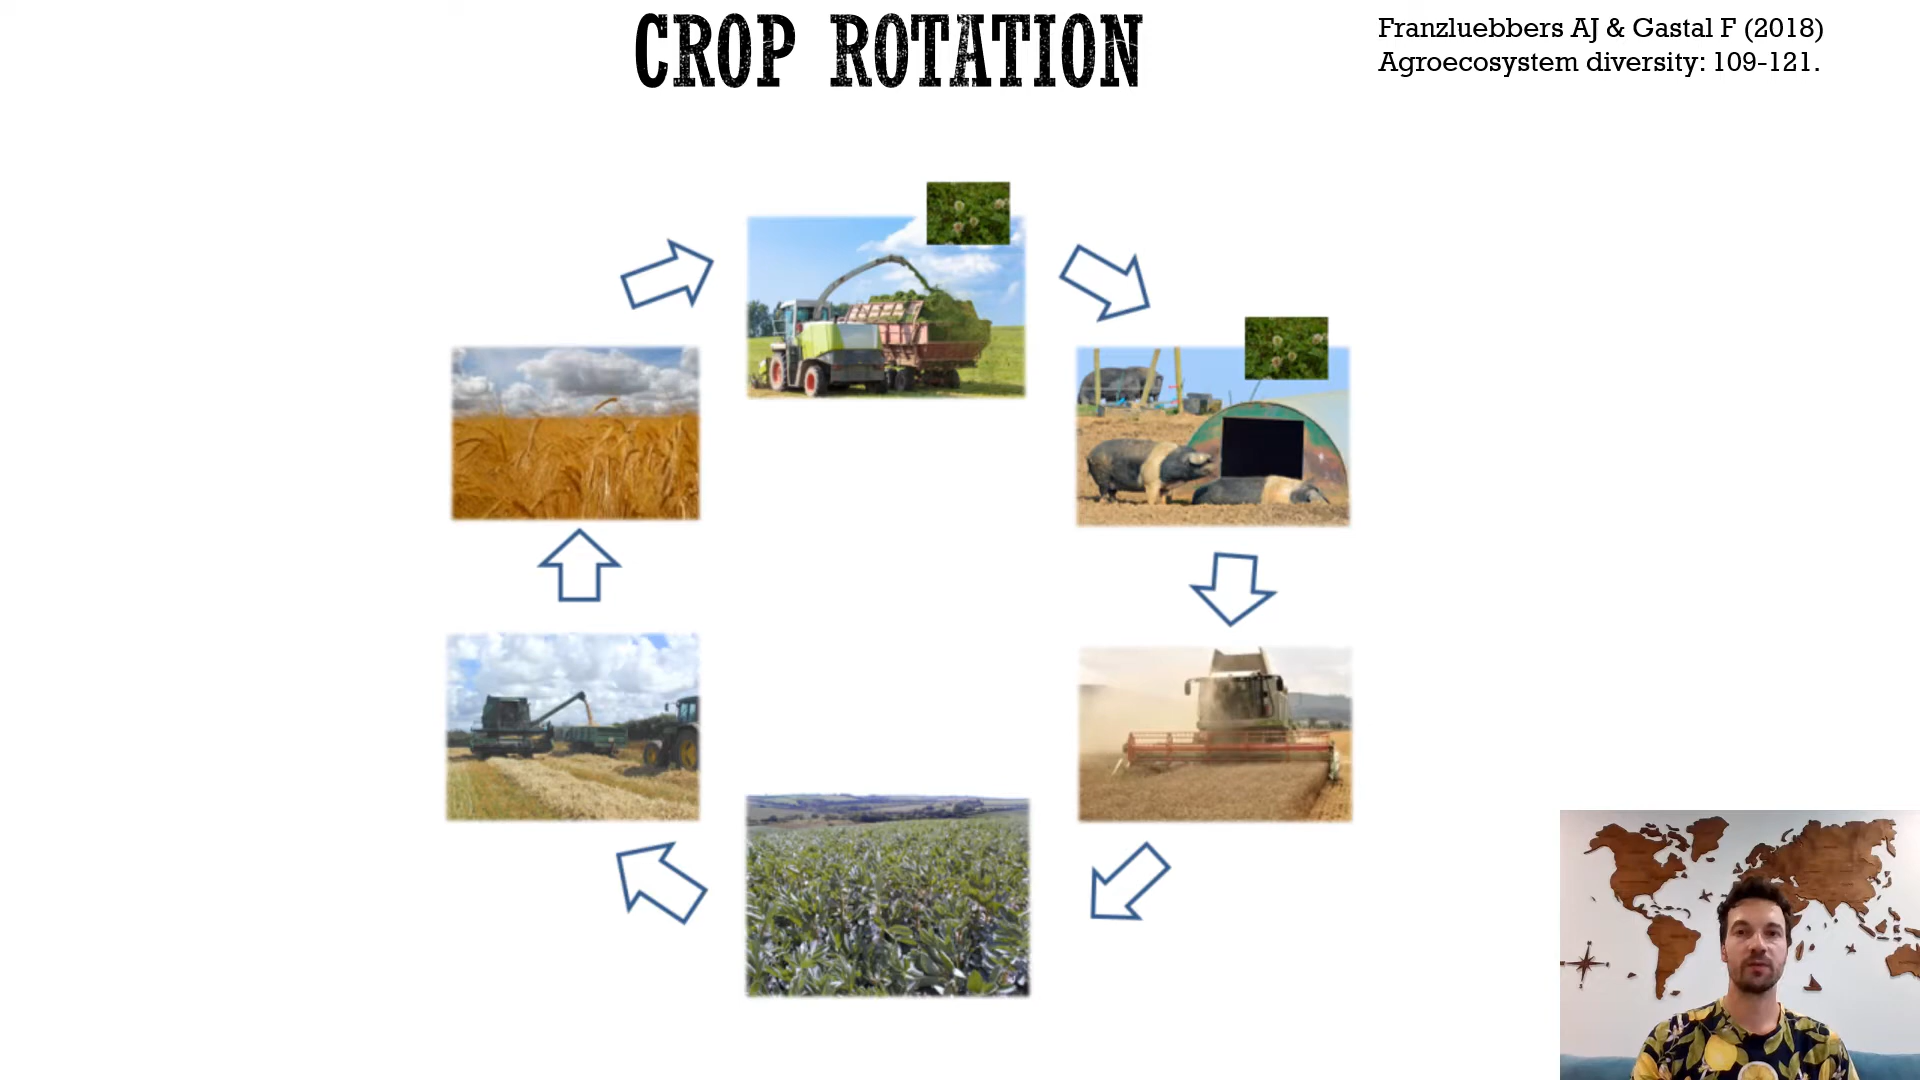 CROP ROTATION
Franzluebbers AJ & Gastal F (2018)
Agroecosystem diversity: 109-121.